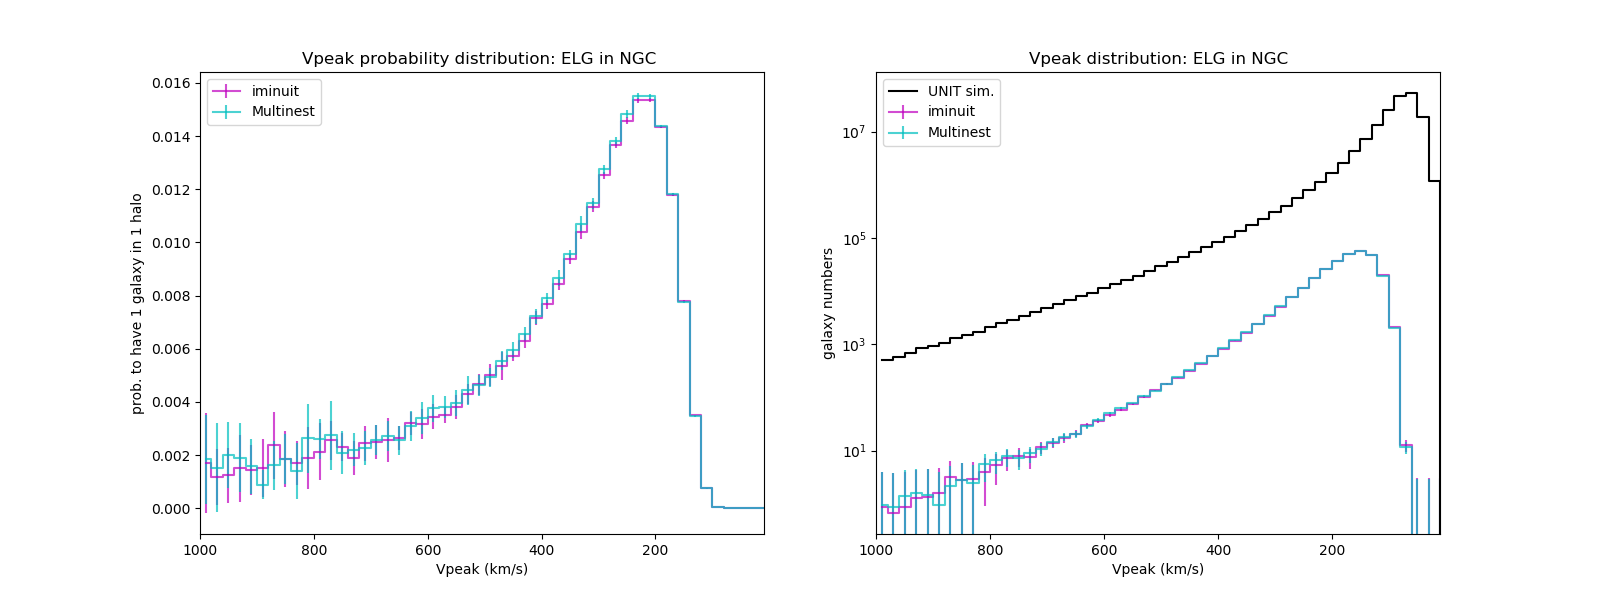 Vpeak probability distribution: ELG in NGC
iminuit
Multinest
0.016
0.014
0.012
0.010
0.008
0.006
0.004
0.002
0.000
prob. to have 1 galaxy in 1 halo
1000
800
600
400
200
Vpeak (km/s)
Vpeak distribution: ELG in NGC
UNIT sim.
iminuit
Multinest
10⁷
10⁵
10³
10¹
galaxy numbers
1000
800
600
400
200
Vpeak (km/s)